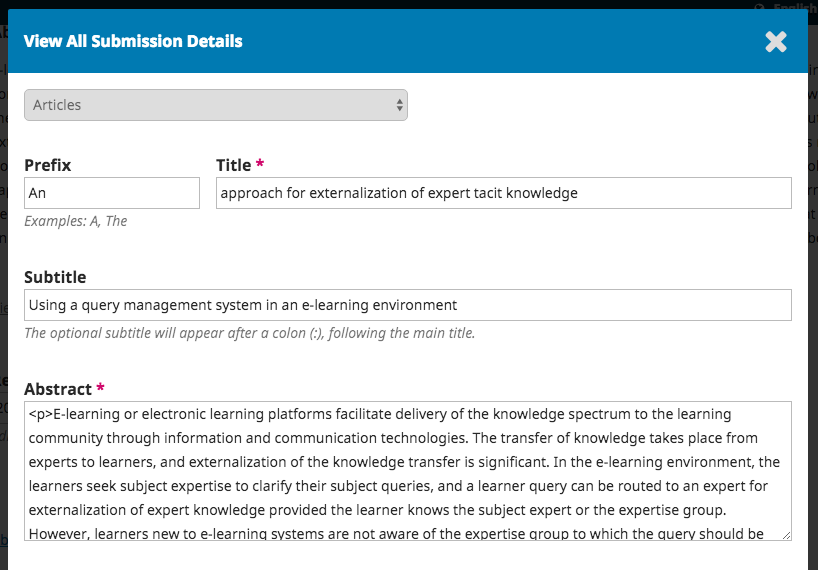 English
View All Submission Details
Articles
Prefix
Title *
An
approach for externalization of expert tacit knowledge
Examples: A, The
Subtitle
Using a query management system in an e-learning environment
The optional subtitle will appear after a colon (:), following the main title.
Abstract *
<p>E-learning or electronic learning platforms facilitate delivery of the knowledge spectrum to the learning
community through information and communication technologies. The transfer of knowledge takes place from
experts to learners, and externalization of the knowledge transfer is significant. In the e-learning environment, the
learners seek subject expertise to clarify their subject queries, and a learner query can be routed to an expert for
externalization of expert knowledge provided the learner knows the subject expert or the expertise group.
However, learners new to e-learning systems are not aware of the expertise group to which the query should be